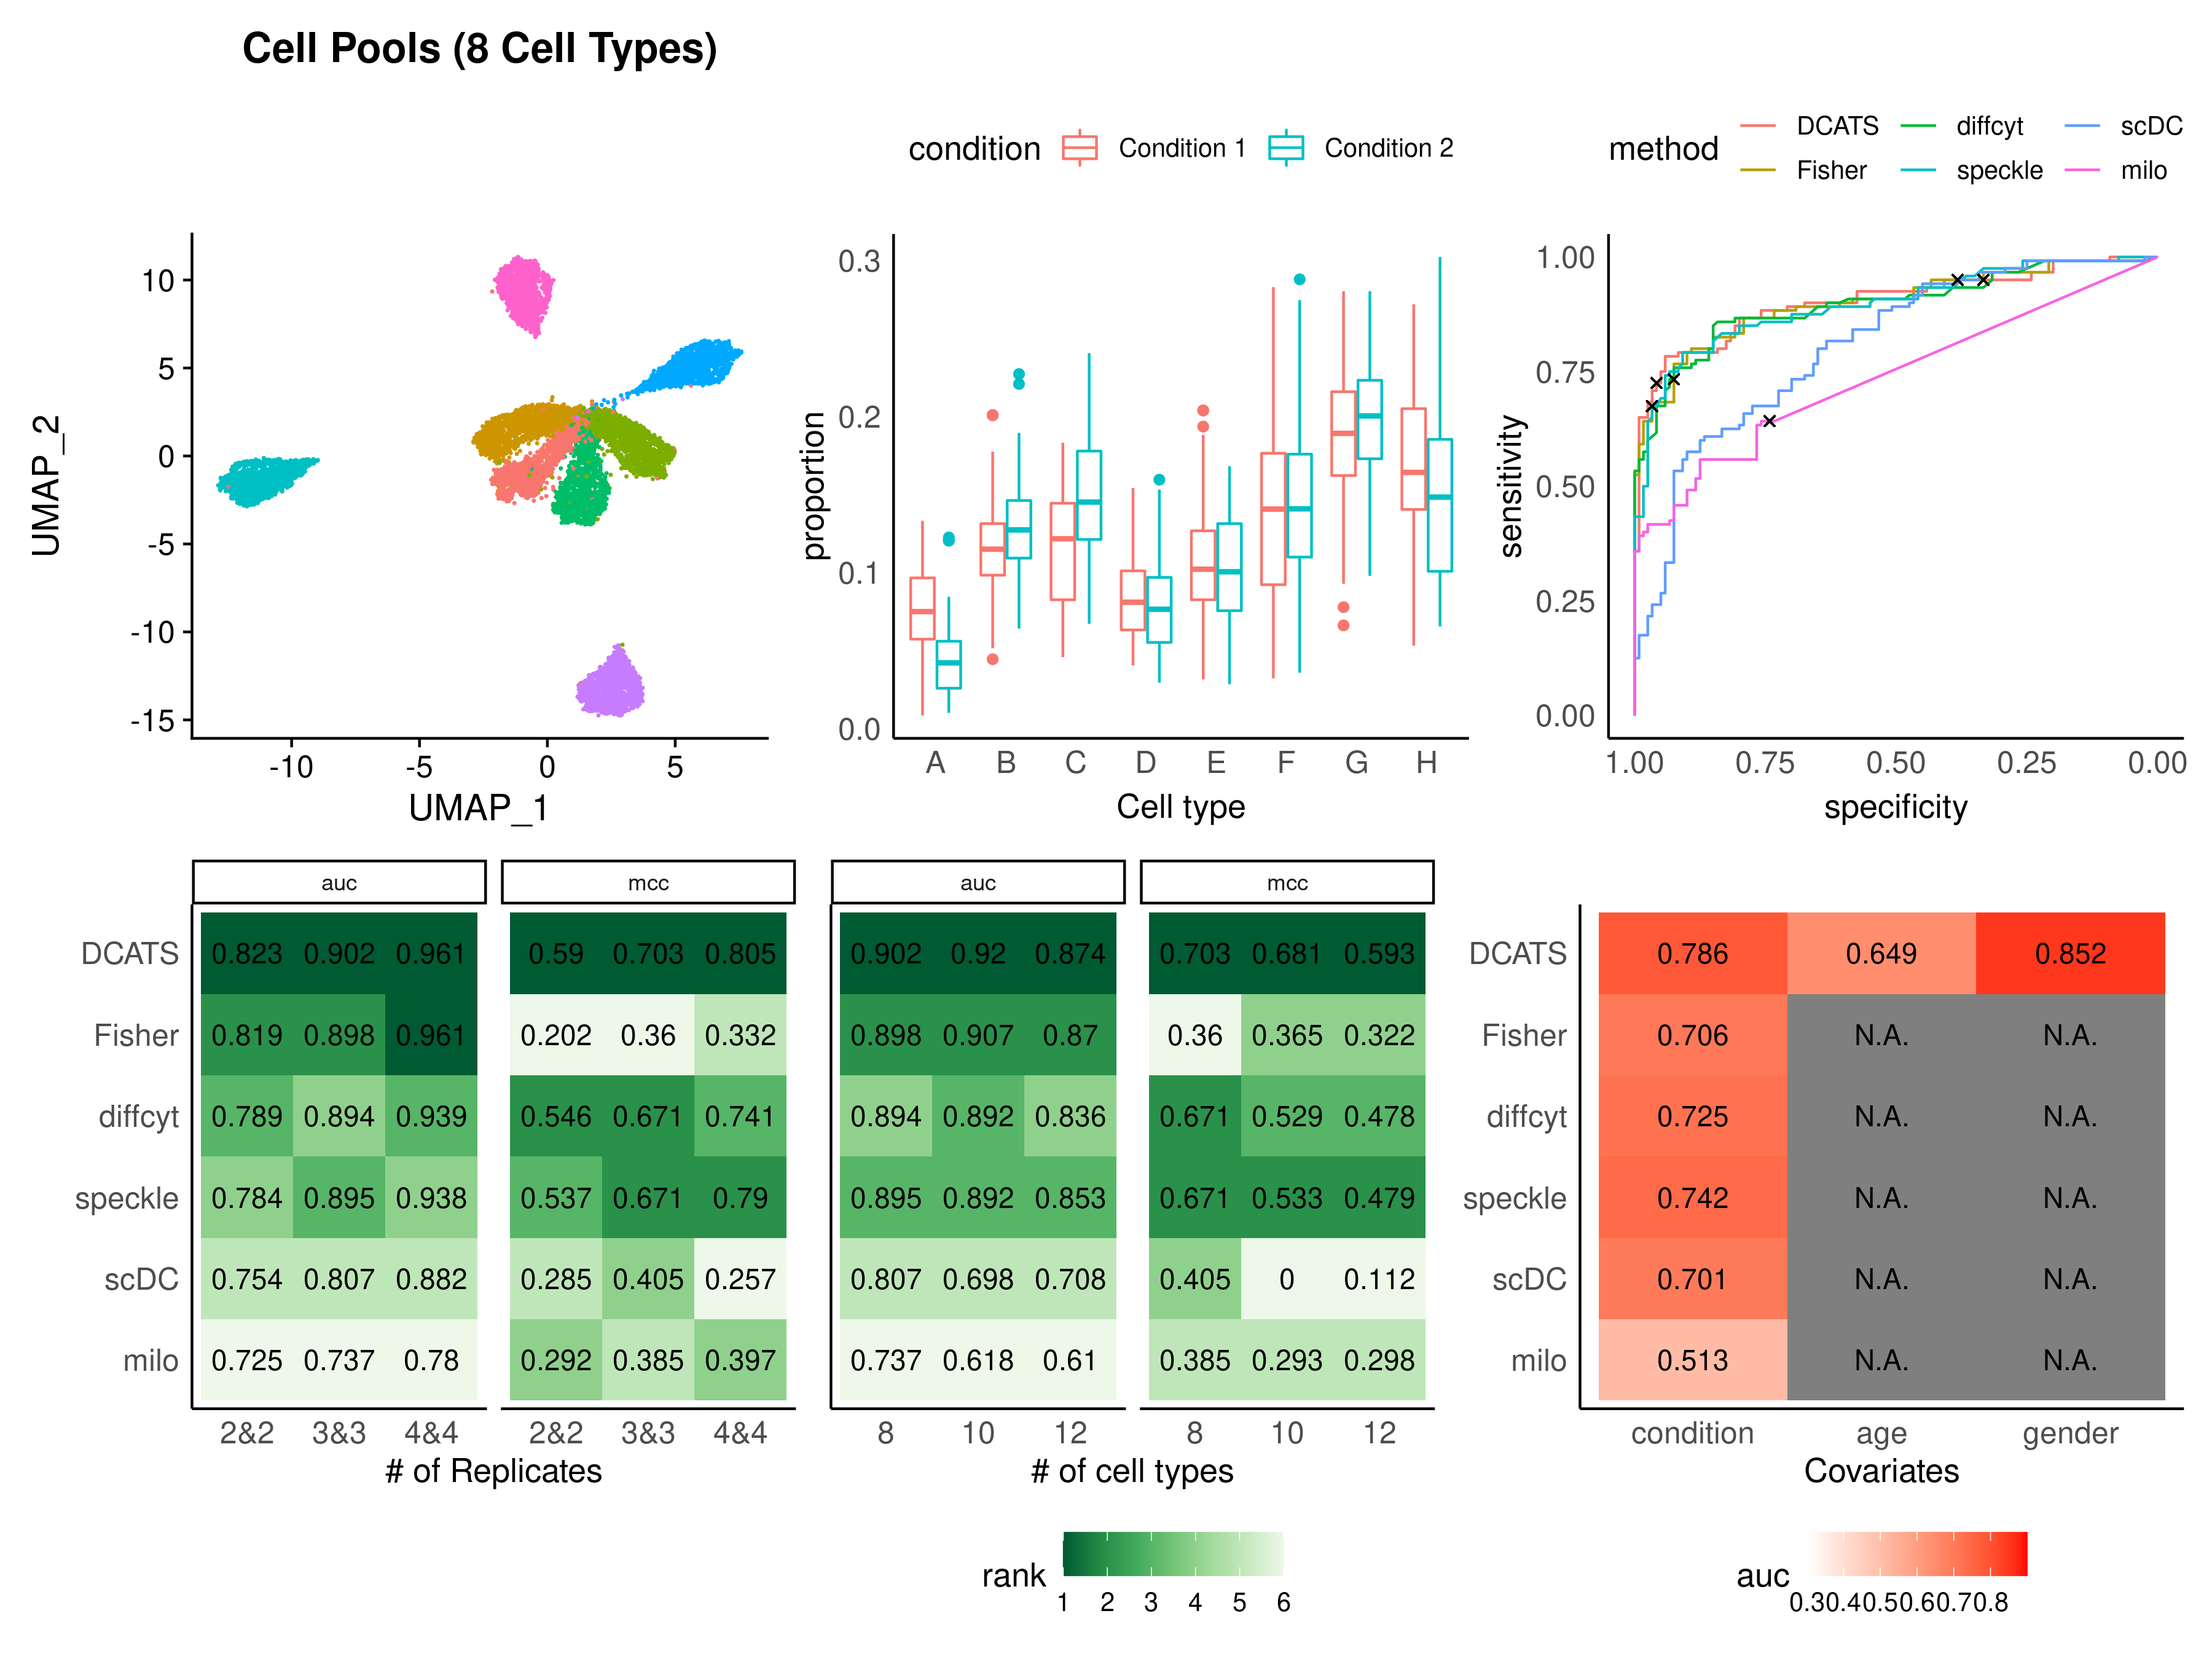 Cell Pools (8 Cell Types)
10
5
0
-5
-10
-15
UMAP_2
-10 -5 0 5
UMAP_1
condition Condition 1 Condition 2
0.3
0.2
0.1
0.0
proportion
A B C D E F G H
Cell type
method DCATS diffcyt scDC
Fisher speckle milo
1.00
0.75
0.50
0.25
0.00
sensitivity
1.00 0.75 0.50 0.25 0.00
specificity
auc mcc
DCATS 0.823 0.902 0.961 0.59 0.703 0.805
Fisher 0.819 0.898 0.961 0.202 0.36 0.332
diffcyt 0.789 0.894 0.939 0.546 0.671 0.741
speckle 0.784 0.895 0.938 0.537 0.671 0.79
scDC 0.754 0.807 0.882 0.285 0.405 0.257
milo 0.725 0.737 0.78 0.292 0.385 0.397
2&2 3&3 4&4 2&2 3&3 4&4
# of Replicates
auc mcc
0.902 0.92 0.874 0.703 0.681 0.593
0.898 0.907 0.87 0.36 0.365 0.322
0.894 0.892 0.836 0.671 0.529 0.478
0.895 0.892 0.853 0.671 0.533 0.479
0.807 0.698 0.708 0.405 0 0.112
0.737 0.618 0.61 0.385 0.293 0.298
8 10 12 8 10 12
# of cell types
DCATS 0.786 0.649 0.852
Fisher 0.706 N.A. N.A.
diffcyt 0.725 N.A. N.A.
speckle 0.742 N.A. N.A.
scDC 0.701 N.A. N.A.
milo 0.513 N.A. N.A.
condition age gender
Covariates
rank
1 2 3 4 5 6
auc
0.30.40.50.60.70.8